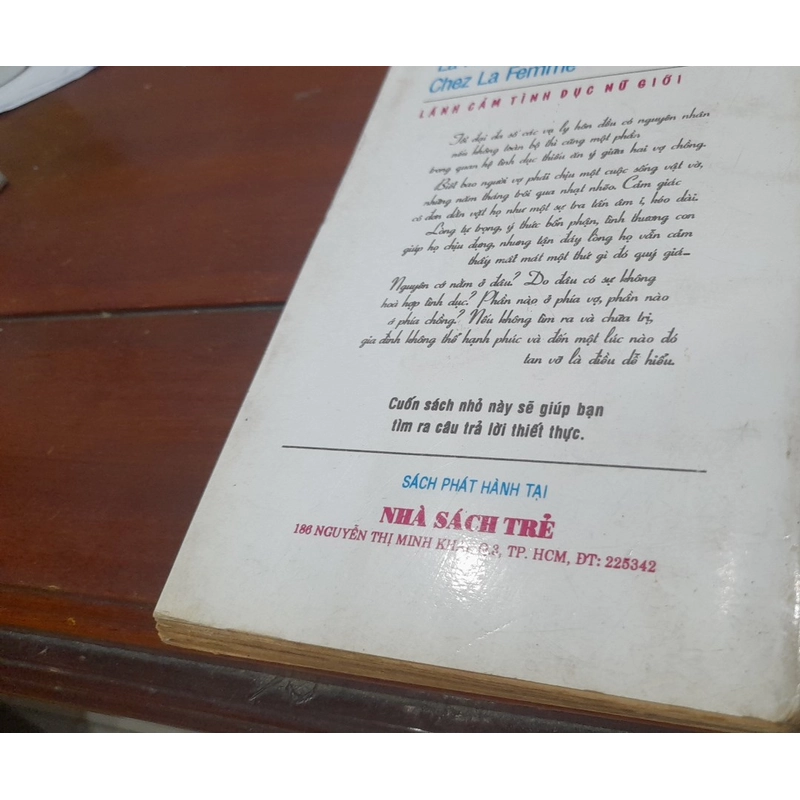 Chez La Femme
LÃNH CẢM TÌNH DỤC NỮ GIỚI
Tế đại đa số các vụ ly hôn đều có nguyên nhân
nếu không toàn bộ thì cũng một phần
trong quan hệ tình dục thiếu ăn ý giữa hai vợ chồng.
Biết bao người vợ phải chịu một cuộc sống vật vờ,
những năm tháng trôi qua nhạt nhẽo. Cảm giác
cô đơn dằn vặt họ như một sự tra tấn âm ỉ, kéo dài.
Lòng tự trọng, ý thức bổn phận, tình thương con
giúp họ chịu đựng, nhưng tận đáy lòng họ vẫn cảm
thấy mất mát một thứ gì đó quý giá...
Nguyên cớ nằm ở đâu? Do đâu có sự không
hoà hợp tình dục? Phần nào ở phía vợ, phần nào
ở phía chồng? Nếu không tìm ra và chữa trị,
gia đình không thể hạnh phúc và đến một lúc nào đó
tan vỡ là điều dễ hiểu.
Cuốn sách nhỏ này sẽ giúp bạn
tìm ra câu trả lời thiết thực.
SÁCH PHÁT HÀNH TẠI
NHÀ SÁCH TRẺ
186 NGUYỄN THỊ MINH KHAI Q.3, TP. HCM, ĐT: 225342